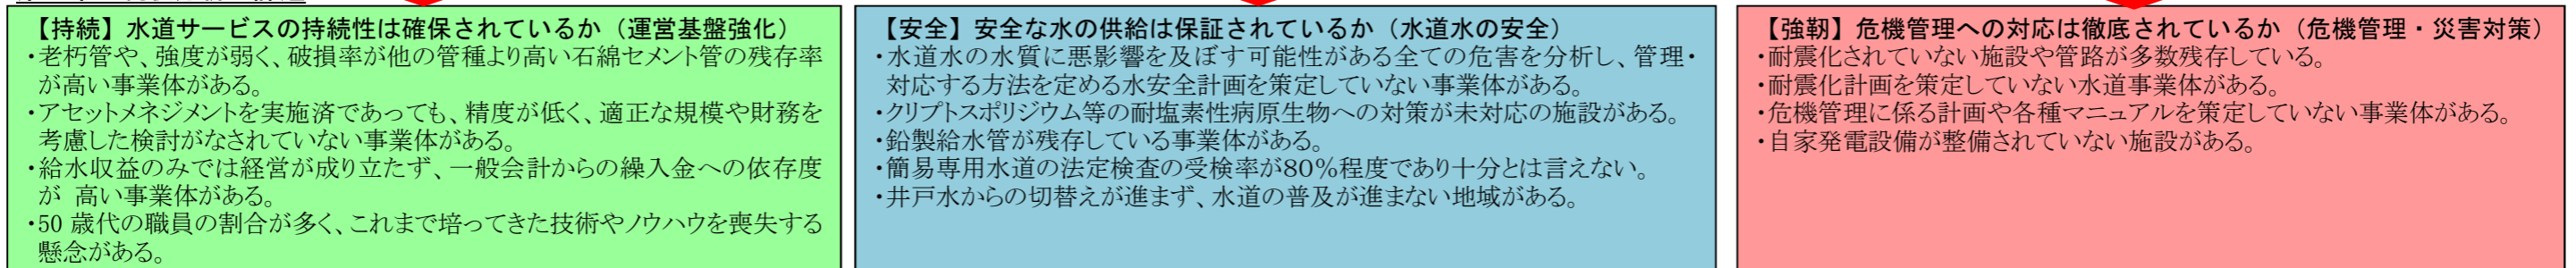 【持続】水道サービスの持続性は確保されているか（運営基盤強化）
・老朽管や、強度が弱く、破損率が他の管種より高い石綿セメント管の残存率
が高い事業体がある。
・アセットメネジメントを実施済であっても、精度が低く、適正な規模や財務を
考慮した検討がなされていない事業体がある。
・給水収益のみでは経営が成り立たず、一般会計からの繰入金への依存度
が 高い事業体がある。
・50 歳代の職員の割合が多く、これまで培ってきた技術やノウハウを喪失する
懸念がある。
【安全】安全な水の供給は保証されているか（水道水の安全）
・水道水の水質に悪影響を及ぼす可能性がある全ての危害を分析し、管理・
対応する方法を定める水安全計画を策定していない事業体がある。
・クリプトスポリジウム等の耐塩素性病原生物への対策が未対応の施設がある。
・鉛製給水管が残存している事業体がある。
・簡易専用水道の法定検査の受検率が80％程度であり十分とは言えない。
・井戸水からの切替えが進まず、水道の普及が進まない地域がある。
【強靭】危機管理への対応は徹底されているか（危機管理・災害対策）
・耐震化されていない施設や管路が多数残存している。
・耐震化計画を策定していない水道事業体がある。
・危機管理に係る計画や各種マニュアルを策定していない事業体がある。
・自家発電設備が整備されていない施設がある。